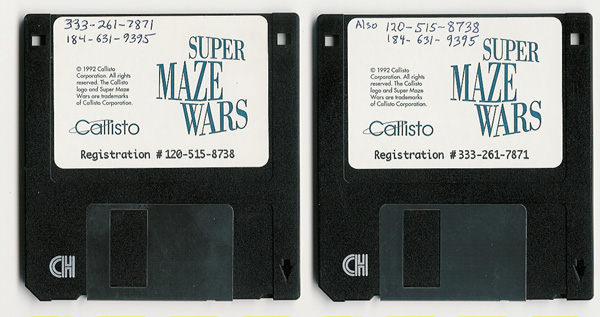 333-261-7871
184-631-9395
SUPER
MAZE
WARS
© 1992 Callisto
Corporation. All rights
reserved. The Callisto
logo and Super Maze
Wars are trademarks
of Callisto Corporation.
Callisto
Registration # 120-515-8738
CH
Also 120-515-8738
184-631-9395
SUPER
MAZE
WARS
© 1992 Callisto
Corporation. All rights
reserved. The Callisto
logo and Super Maze
Wars are trademarks
of Callisto Corporation.
Callisto
Registration # 333-261-7871
CH